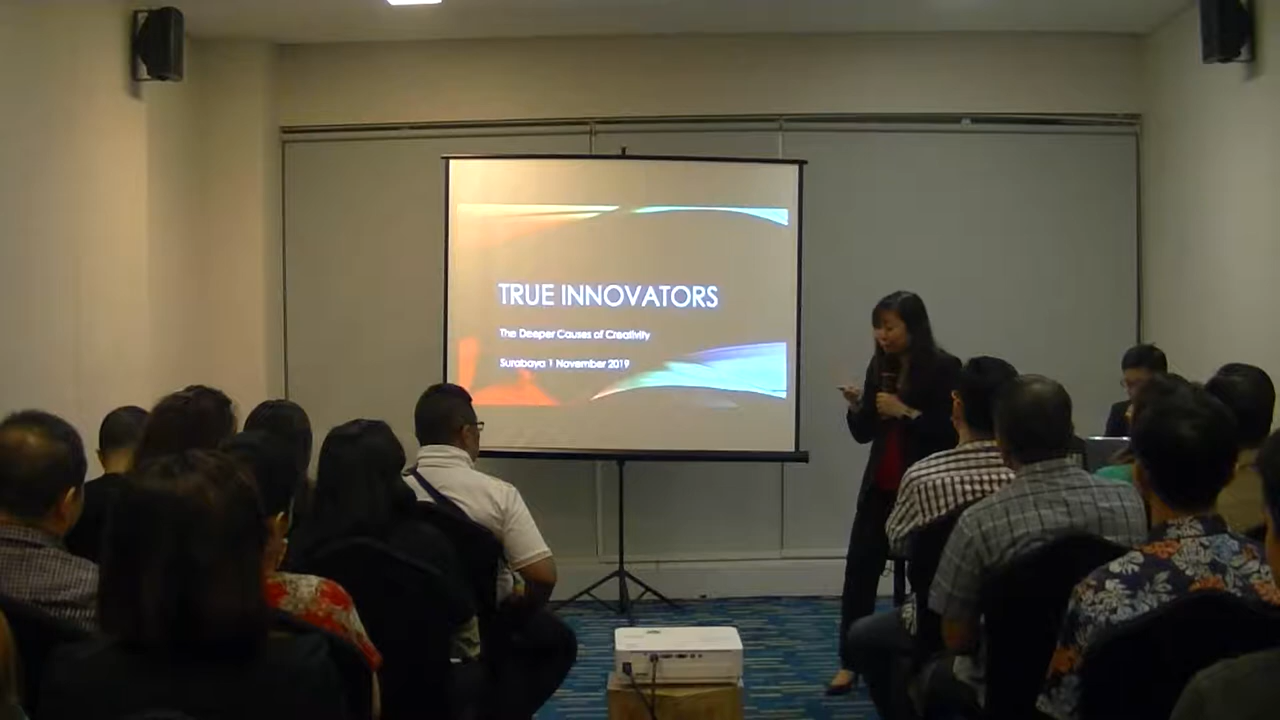 TRUE INNOVATORS
The Deeper Causes of Creativity
Surabaya 1 November 2019